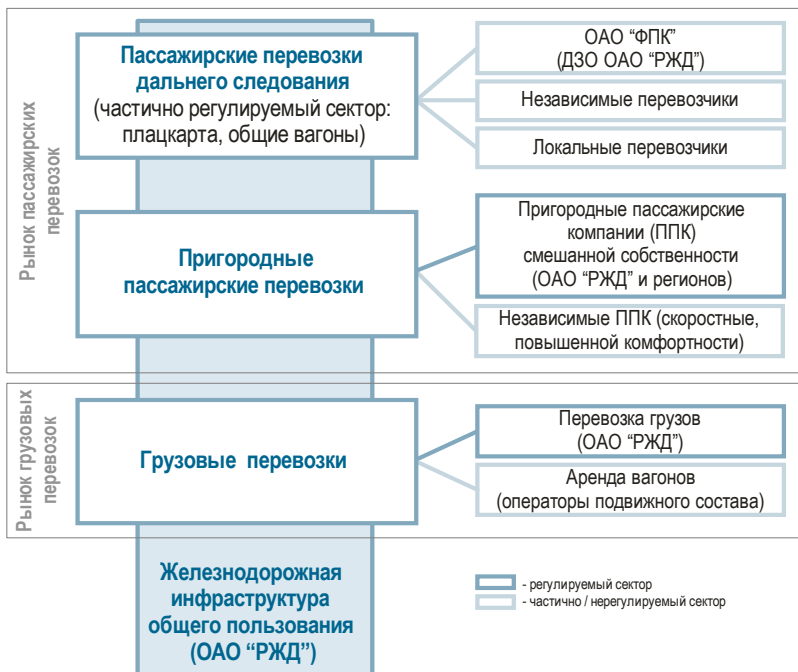 Рынок пассажирских
перевозок
Пассажирские перевозки
дальнего следования
(частично регулируемый сектор:
плацкарта, общие вагоны)
ОАО “ФПК”
(ДЗО ОАО “РЖД”)
Независимые перевозчики
Локальные перевозчики
Пригородные
пассажирские перевозки
Пригородные пассажирские
компании (ППК)
смешанной собственности
(ОАО “РЖД” и регионов)
Независимые ППК (скоростные,
повышенной комфортности)
Рынок грузовых
перевозок
Грузовые перевозки
Перевозка грузов
(ОАО “РЖД”)
Аренда вагонов
(операторы подвижного состава)
Железнодорожная
инфраструктура
общего пользования
(ОАО “РЖД”)
- регулируемый сектор
- частично / нерегулируемый сектор